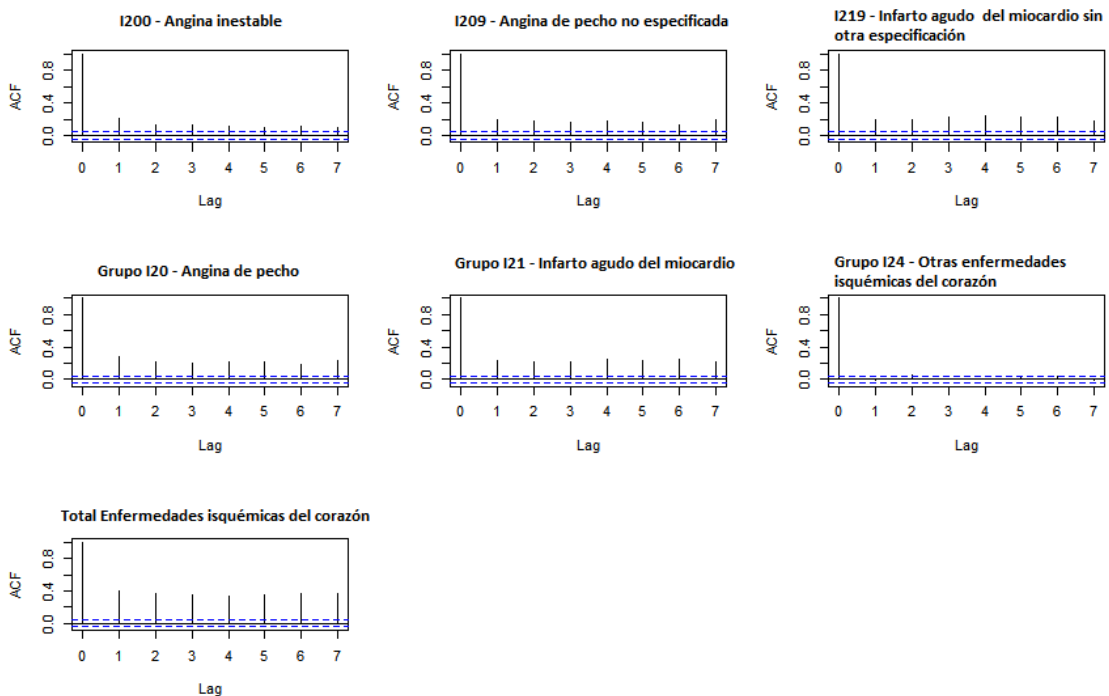 I200 - Angina inestable
ACF
0.0 0.4 0.8
0 1 2 3 4 5 6 7
Lag
I209 - Angina de pecho no especificada
ACF
0.0 0.4 0.8
0 1 2 3 4 5 6 7
Lag
I219 - Infarto agudo del miocardio sin
otra especificación
ACF
0.0 0.4 0.8
0 1 2 3 4 5 6 7
Lag
Grupo I20 - Angina de pecho
ACF
0.0 0.4 0.8
0 1 2 3 4 5 6 7
Lag
Grupo I21 - Infarto agudo del miocardio
ACF
0.0 0.4 0.8
0 1 2 3 4 5 6 7
Lag
Grupo I24 - Otras enfermedades
isquémicas del corazón
ACF
0.0 0.4 0.8
0 1 2 3 4 5 6 7
Lag
Total Enfermedades isquémicas del corazón
ACF
0.0 0.4 0.8
0 1 2 3 4 5 6 7
Lag